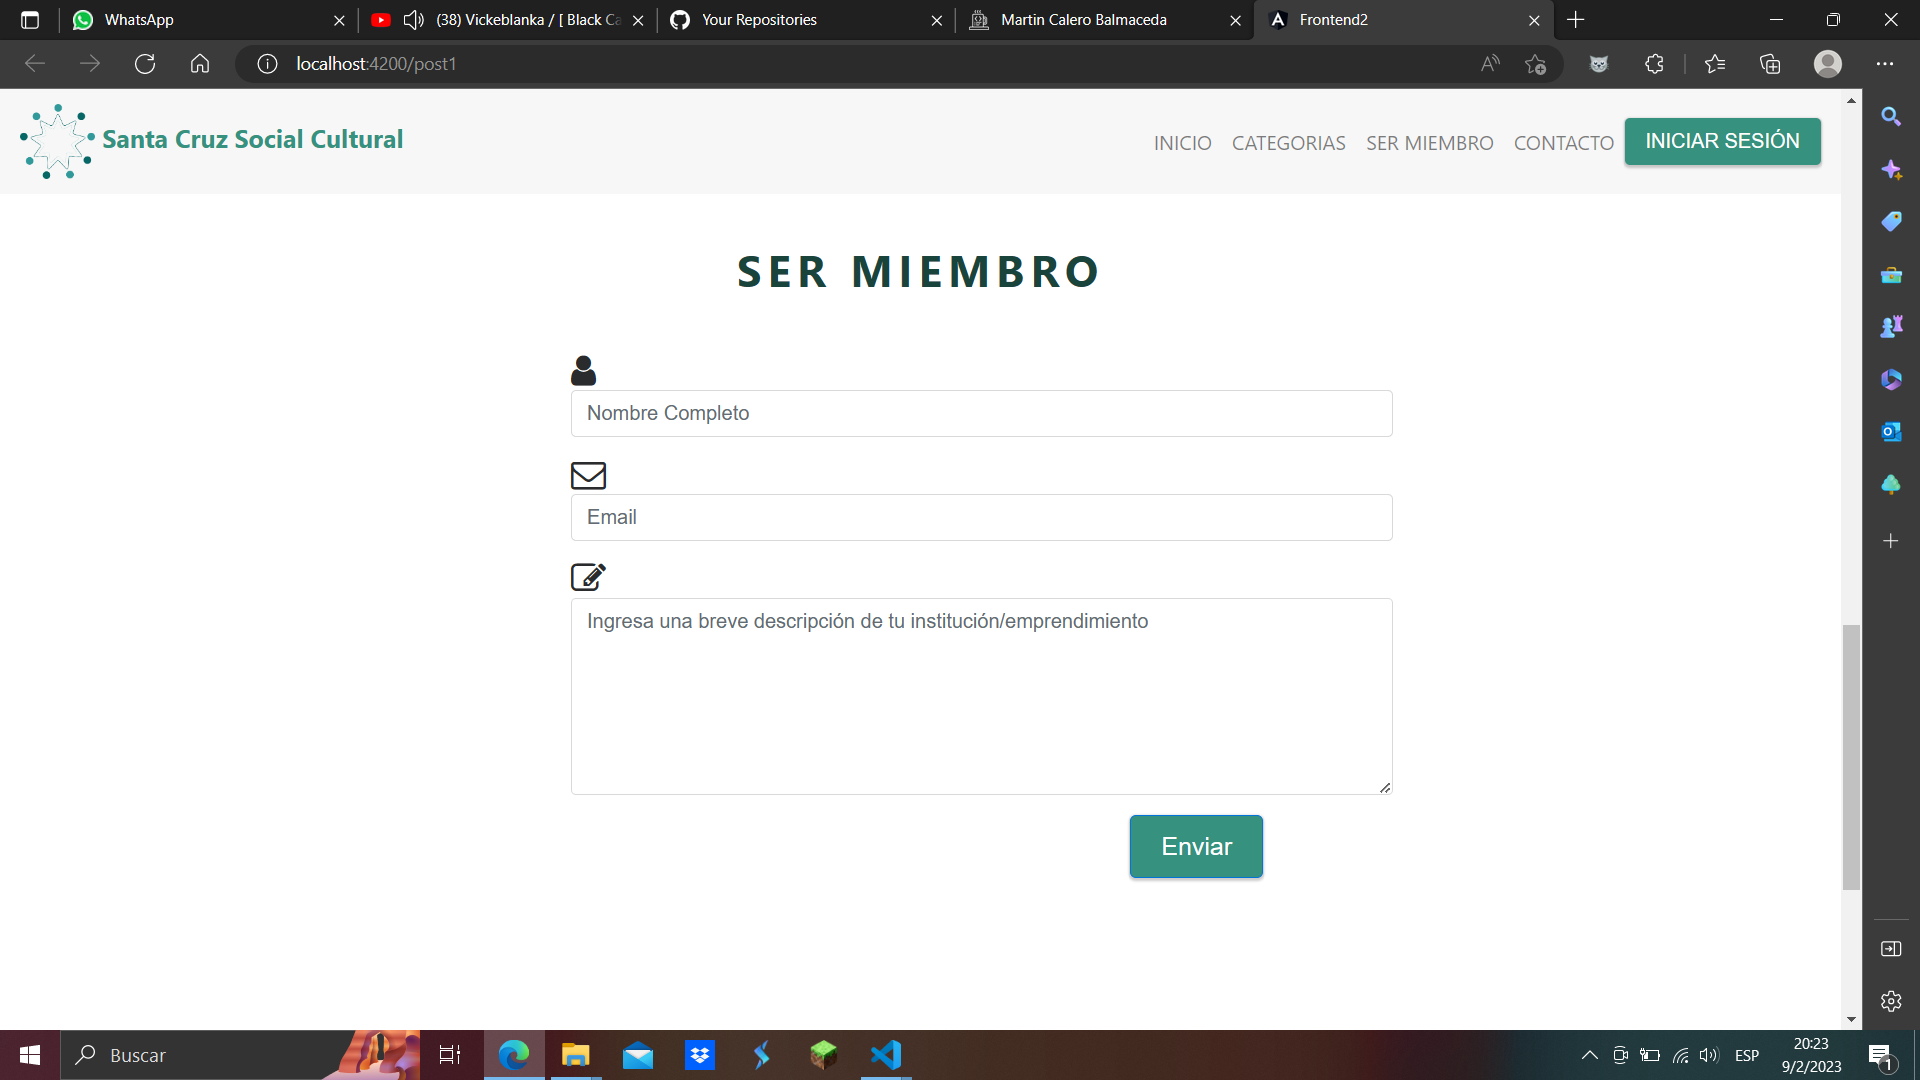 WhatsApp
(38) Vickeblanka / [ Black Ca
Your Repositories
Martin Calero Balmaceda
Frontend2
localhost:4200/post1
Santa Cruz Social Cultural
INICIO
CATEGORIAS
SER MIEMBRO
CONTACTO
INICIAR SESIÓN
SER MIEMBRO
Nombre Completo
Email
Ingresa una breve descripción de tu institución/emprendimiento
Enviar
Buscar
ESP
20:23
9/2/2023
1